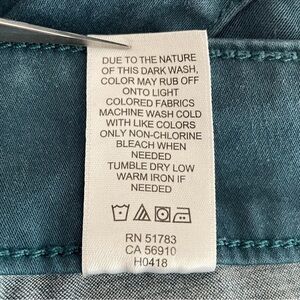 DUE TO THE NATURE
OF THIS DARK WASH,
COLOR MAY RUB OFF
ONTO LIGHT
COLORED FABRICS
MACHINE WASH COLD
WITH LIKE COLORS
ONLY NON-CHLORINE
BLEACH WHEN
NEEDED
TUMBLE DRY LOW
WARM IRON IF
NEEDED
RN 51783
CA 56910
H0418